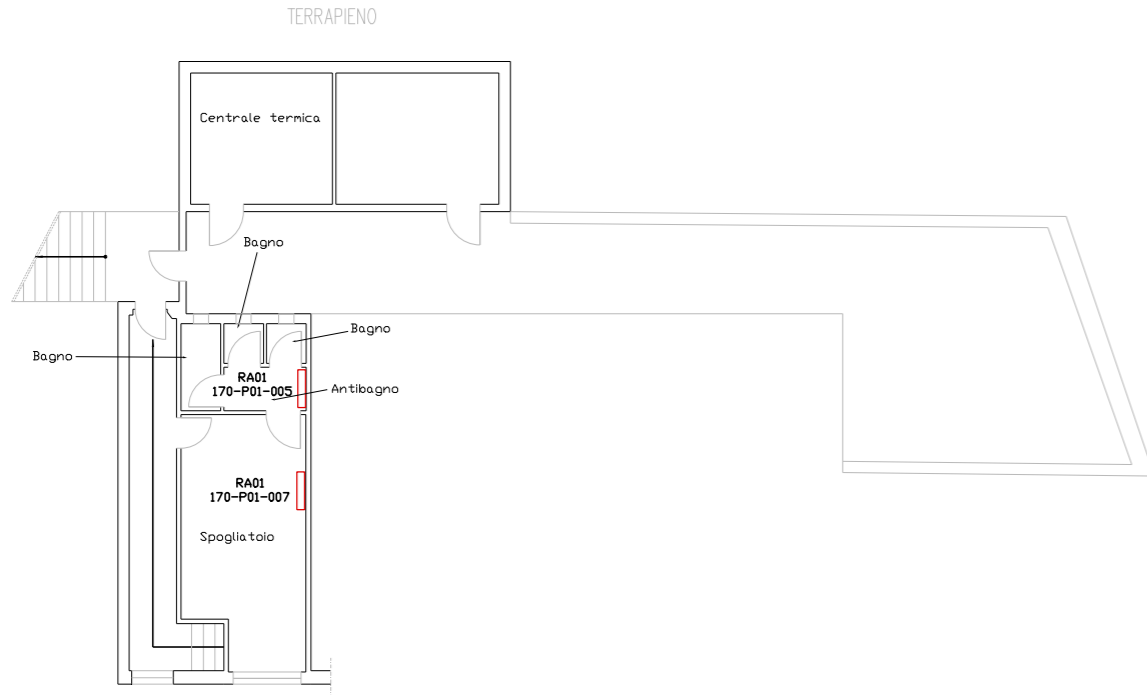 TERRAPIENO
Centrale termica
Bagno
Bagno
Bagno
RA01
170-P01-005
Antibagno
RA01
170-P01-007
Spogliatoio